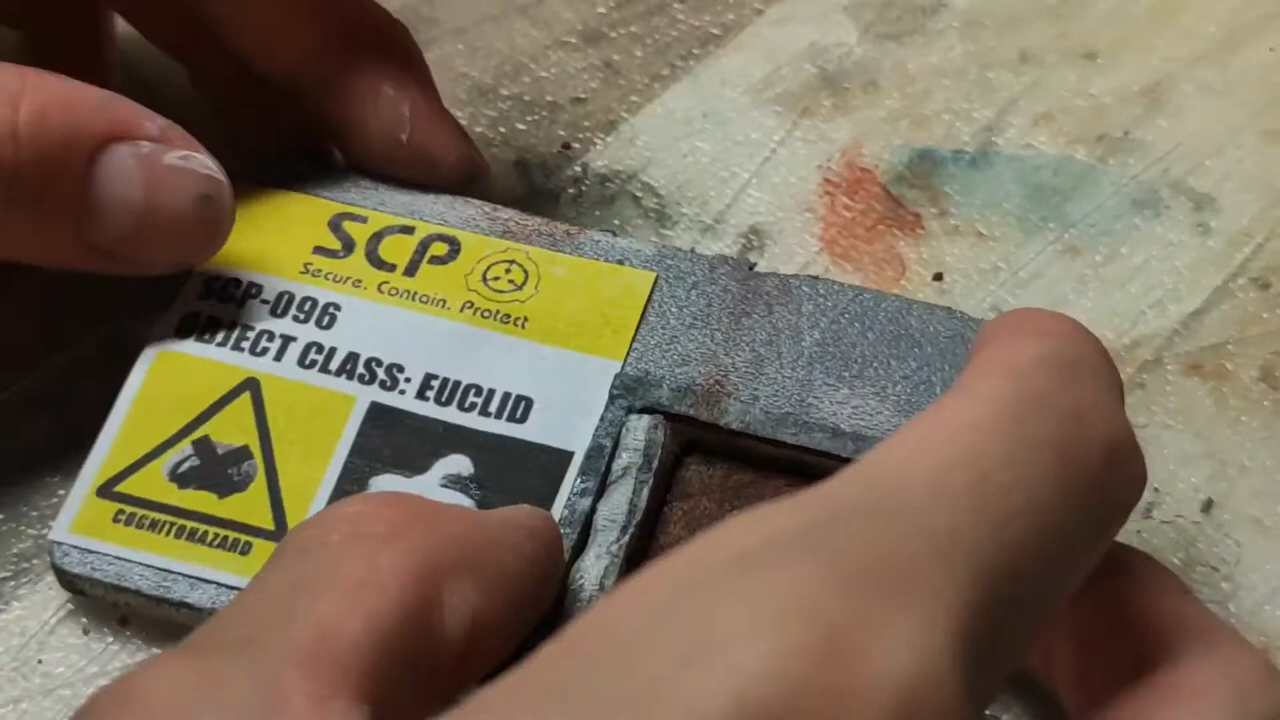 SCP
Secure. Contain. Protect
SCP-096
OBJECT CLASS: EUCLID
COGNITOHAZARD